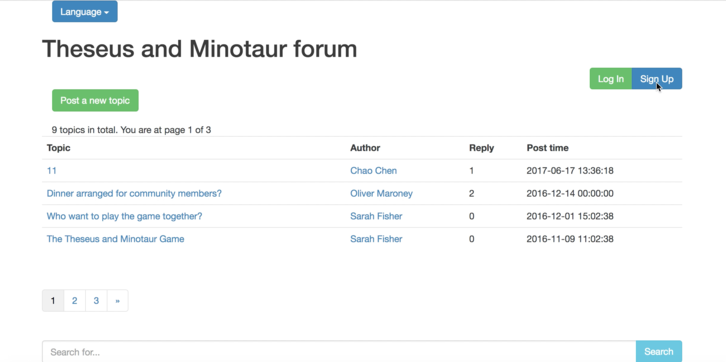 Language
Theseus and Minotaur forum
Log In Sign Up
Post a new topic
9 topics in total. You are at page 1 of 3
Topic Author Reply Post time
11 Chao Chen 1 2017-06-17 13:36:18
Dinner arranged for community members? Oliver Maroney 2 2016-12-14 00:00:00
Who want to play the game together? Sarah Fisher 0 2016-12-01 15:02:38
The Theseus and Minotaur Game Sarah Fisher 0 2016-11-09 11:02:38
1 2 3 »
Search for... Search